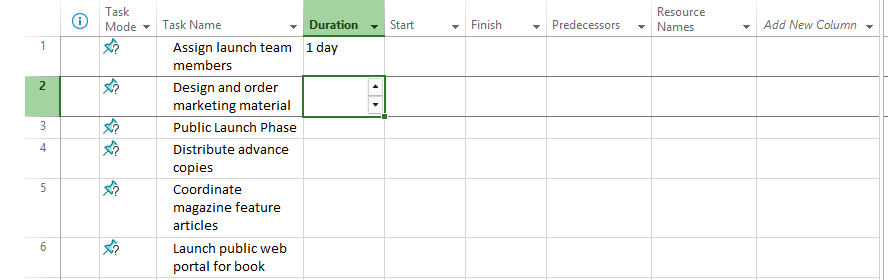 Task Mode Task Name Duration Start Finish Predecessors Resource Names Add New Column
1 Assign launch team 1 day
members
2 Design and order
marketing material
3 Public Launch Phase
4 Distribute advance
copies
5 Coordinate
magazine feature
articles
6 Launch public web
portal for book